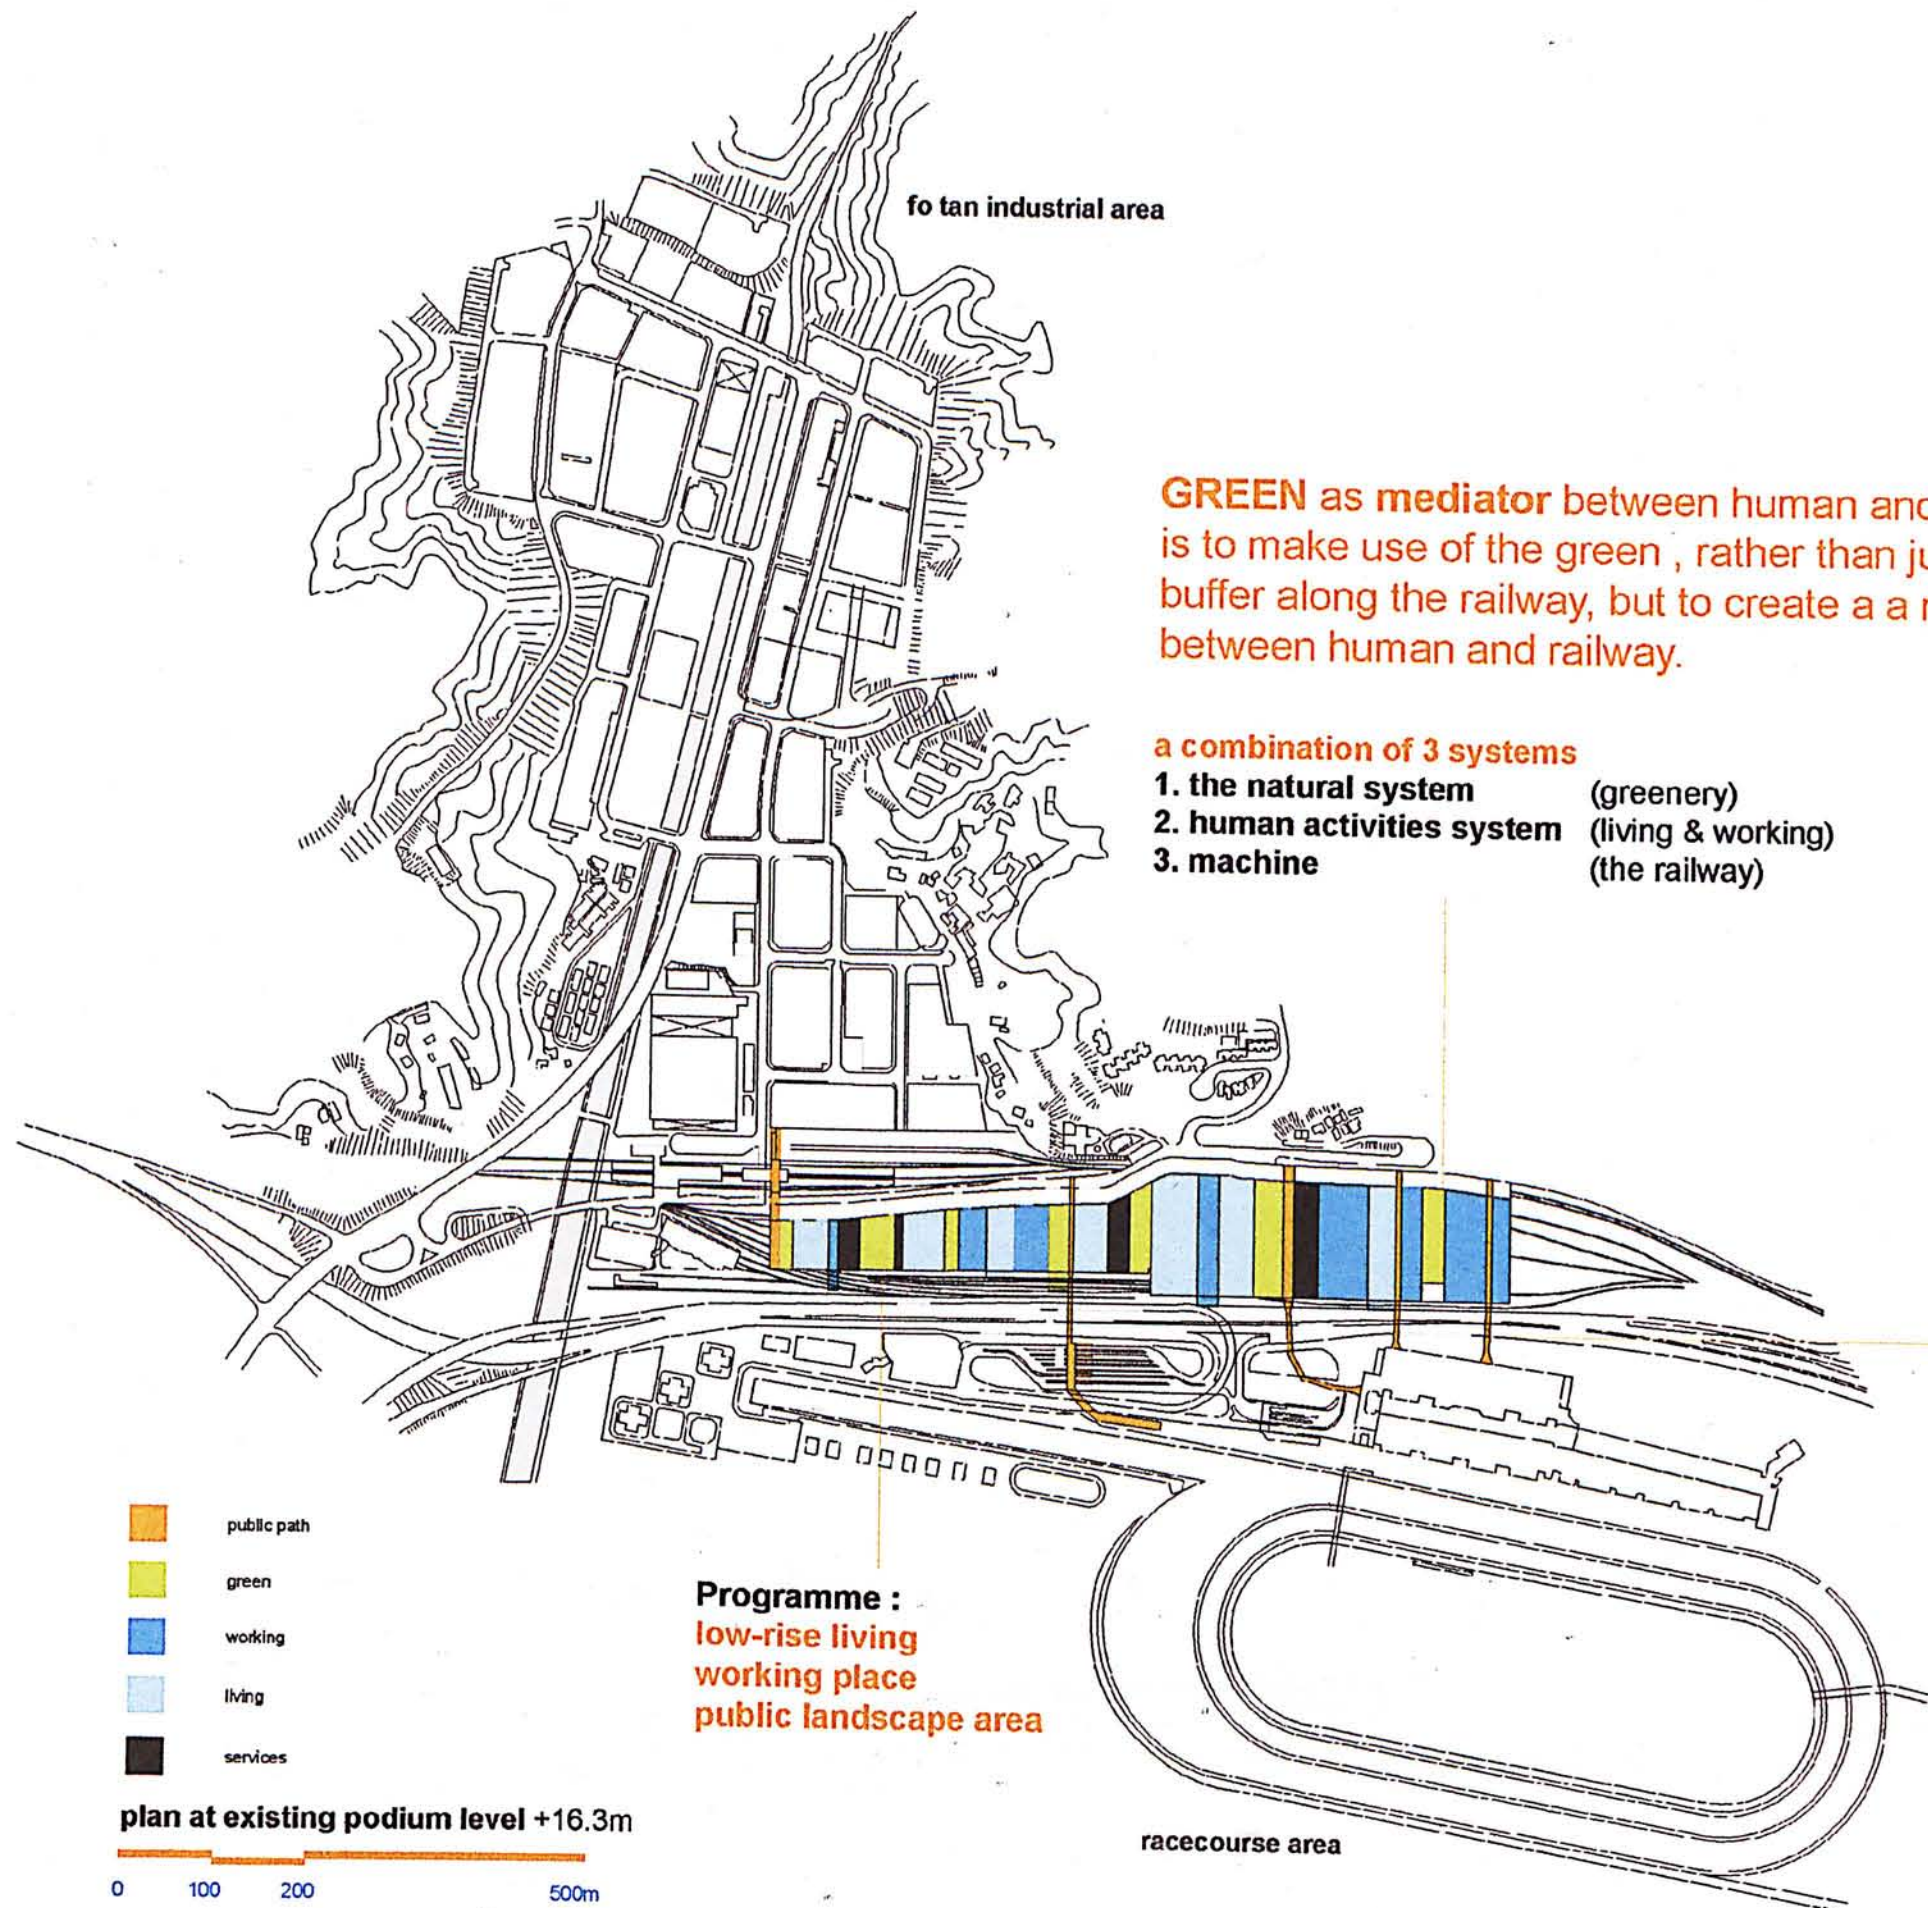 fo tan industrial area
GREEN as mediator between human and
is to make use of the green , rather than
buffer along the railway, but to create a a
between human and railway.
a combination of 3 systems
1. the natural system (greenery)
2. human activities system (living & working)
3. machine (the railway)
public path
green
working
living
services
plan at existing podium level +16.3m
0 100 200 500m
Programme :
low-rise living
working place
public landscape area
racecourse area